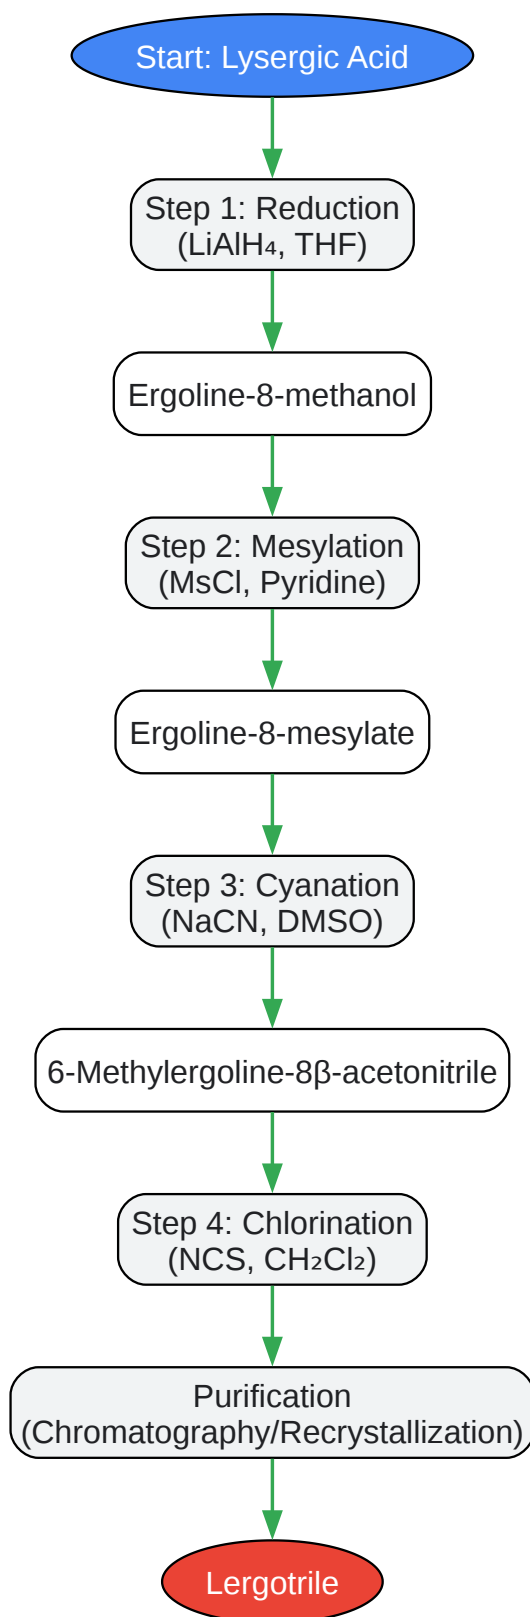 Start: Lysergic Acid
Step 1: Reduction
(LiAlH₄, THF)
Ergoline-8-methanol
Step 2: Mesylation
(MsCl, Pyridine)
Ergoline-8-mesylate
Step 3: Cyanation
(NaCN, DMSO)
6-Methylergoline-8β-acetonitrile
Step 4: Chlorination
(NCS, CH₂Cl₂)
Purification
(Chromatography/Recrystallization)
Lergotrile